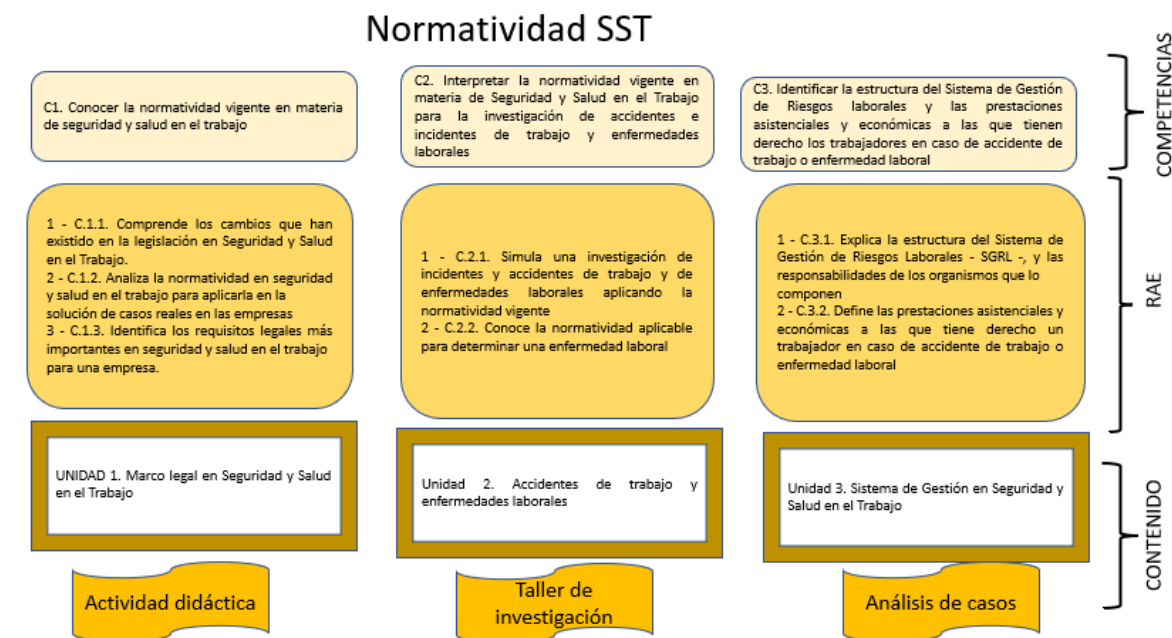 Normatividad SST
C1. Conocer la normatividad vigente en materia
de seguridad y salud en el trabajo
C2. Interpretar la normatividad vigente en
materia de Seguridad y Salud en el Trabajo
para la investigación de accidentes e
incidentes de trabajo y enfermedades
laborales
C3. Identificar la estructura del Sistema de Gestión
de Riesgos laborales y las prestaciones
asistenciales y económicas a las que tienen
derecho los trabajadores en caso de accidente de
trabajo o enfermedad laboral
COMPETENCIAS
1 - C.1.1. Comprende los cambios que han
existido en la legislación en Seguridad y Salud
en el Trabajo.
2 - C.1.2. Analiza la normatividad en seguridad
y salud en el trabajo para aplicarla en la
solución de casos reales en las empresas
3 - C.1.3. Identifica los requisitos legales más
importantes en seguridad y salud en el trabajo
para una empresa.
1 - C.2.1. Simula una investigación de
incidentes y accidentes de trabajo y de
enfermedades laborales aplicando la
normatividad vigente
2 - C.2.2. Conoce la normatividad aplicable
para determinar una enfermedad laboral
1 - C.3.1. Explica la estructura del Sistema de
Gestión de Riesgos Laborales - SGRL -, y las
responsabilidades de los organismos que lo
componen
2 - C.3.2. Define las prestaciones asistenciales y
económicas a las que tiene derecho un
trabajador en caso de accidente de trabajo o
enfermedad laboral
RAE
UNIDAD 1. Marco legal en Seguridad y Salud
en el Trabajo
Unidad 2. Accidentes de trabajo y
enfermedades laborales
Unidad 3. Sistema de Gestión en Seguridad y
Salud en el Trabajo
CONTENIDO
Actividad didáctica
Taller de
investigación
Análisis de casos